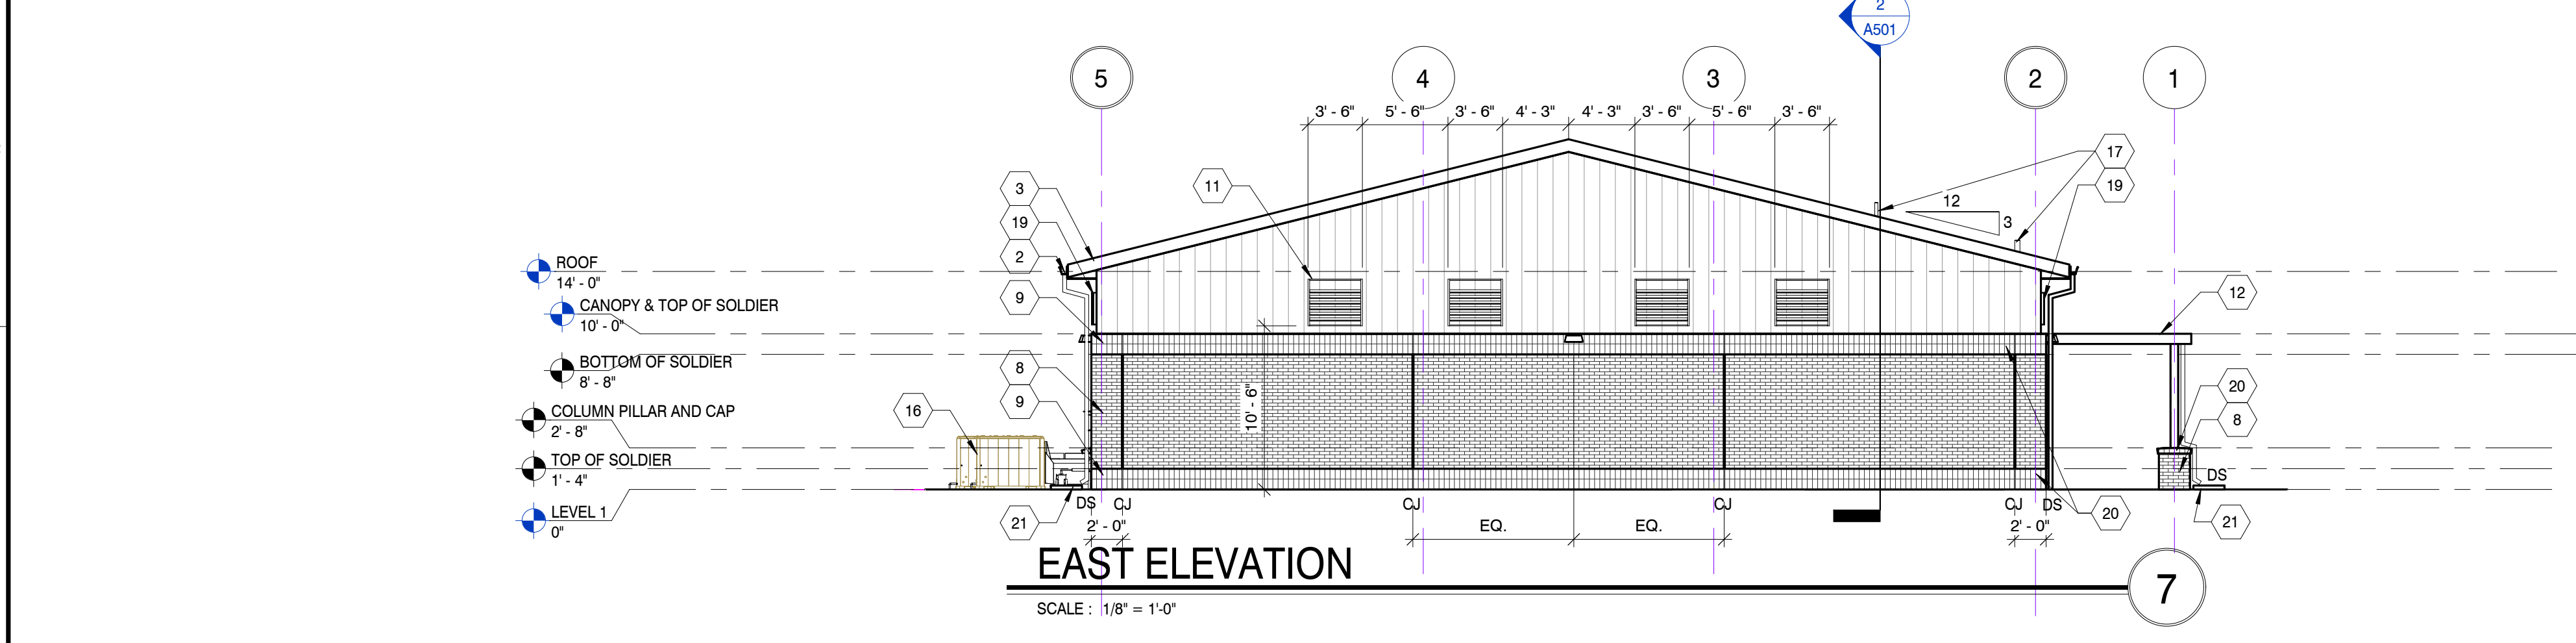 2
A501
5
4
3
2
1
3' - 6"
5' - 6"
3' - 6"
4' - 3"
4' - 3"
3' - 6"
5' - 6"
3' - 6"
3
19
2
9
8
9
16
21
11
17
19
12
3
12
20
8
20
21
ROOF
14' - 0"
CANOPY & TOP OF SOLDIER
10' - 0"
BOTTOM OF SOLDIER
8' - 8"
COLUMN PILLAR AND CAP
2' - 8"
TOP OF SOLDIER
1' - 4"
LEVEL 1
0"
10' - 6"
DS
CJ
CJ
CJ
CJ
DS
DS
2' - 0"
EQ.
EQ.
2' - 0"
EAST ELEVATION
7
SCALE : 1/8" = 1'-0"